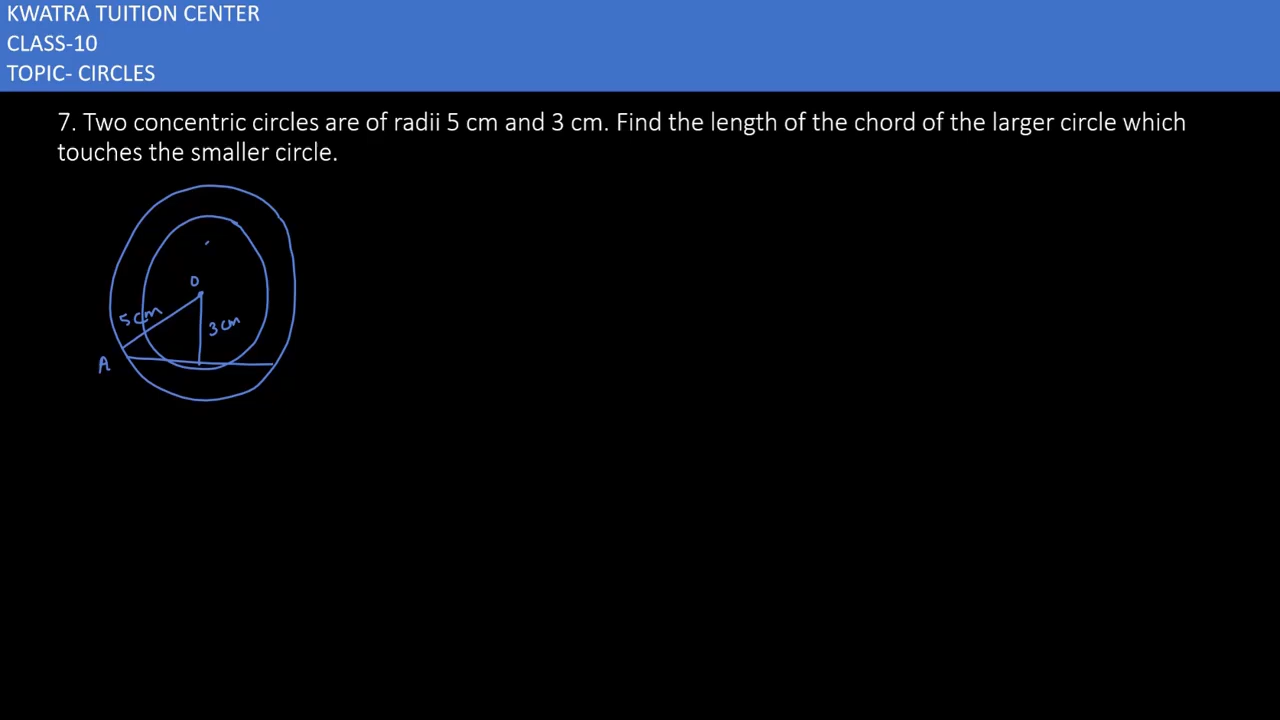 KWATRA TUITION CENTER
CLASS-10
TOPIC- CIRCLES
7. Two concentric circles are of radii 5 cm and 3 cm. Find the length of the chord of the larger circle which
touches the smaller circle.
O
5cm
3cm
A